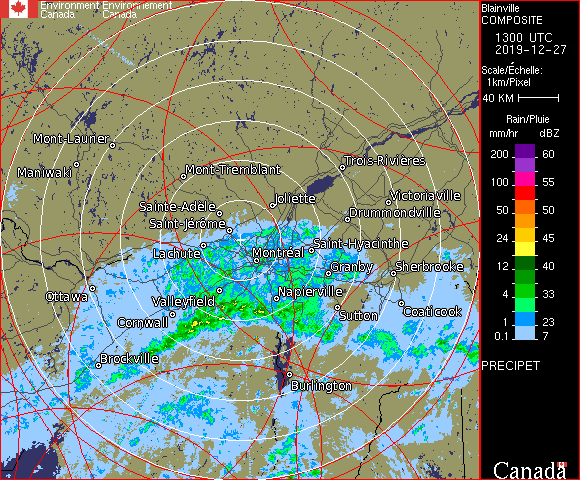 Environment Environnement
Canada Canada
Blainville
COMPOSITE
1300 UTC
2019-12-27
Scale/Échelle:
1km/Pixel
40 KM
Rain/Pluie
mm/hr dBZ
200 60
100 55
50 50
24 45
12 40
4 33
1 23
0.1 7
PRECIPET
Canada
Mont-Laurier
Maniwaki
Mont-Tremblant
Trois-Rivières
Joliette
Victoriaville
Sainte-Adèle
Drummondville
Saint-Jérôme
Lachute
Montréal
Saint-Hyacinthe
Granby
Sherbrooke
Ottawa
Valleyfield
Napierville
Cornwall
Sutton
Coaticook
Brockville
Burlington